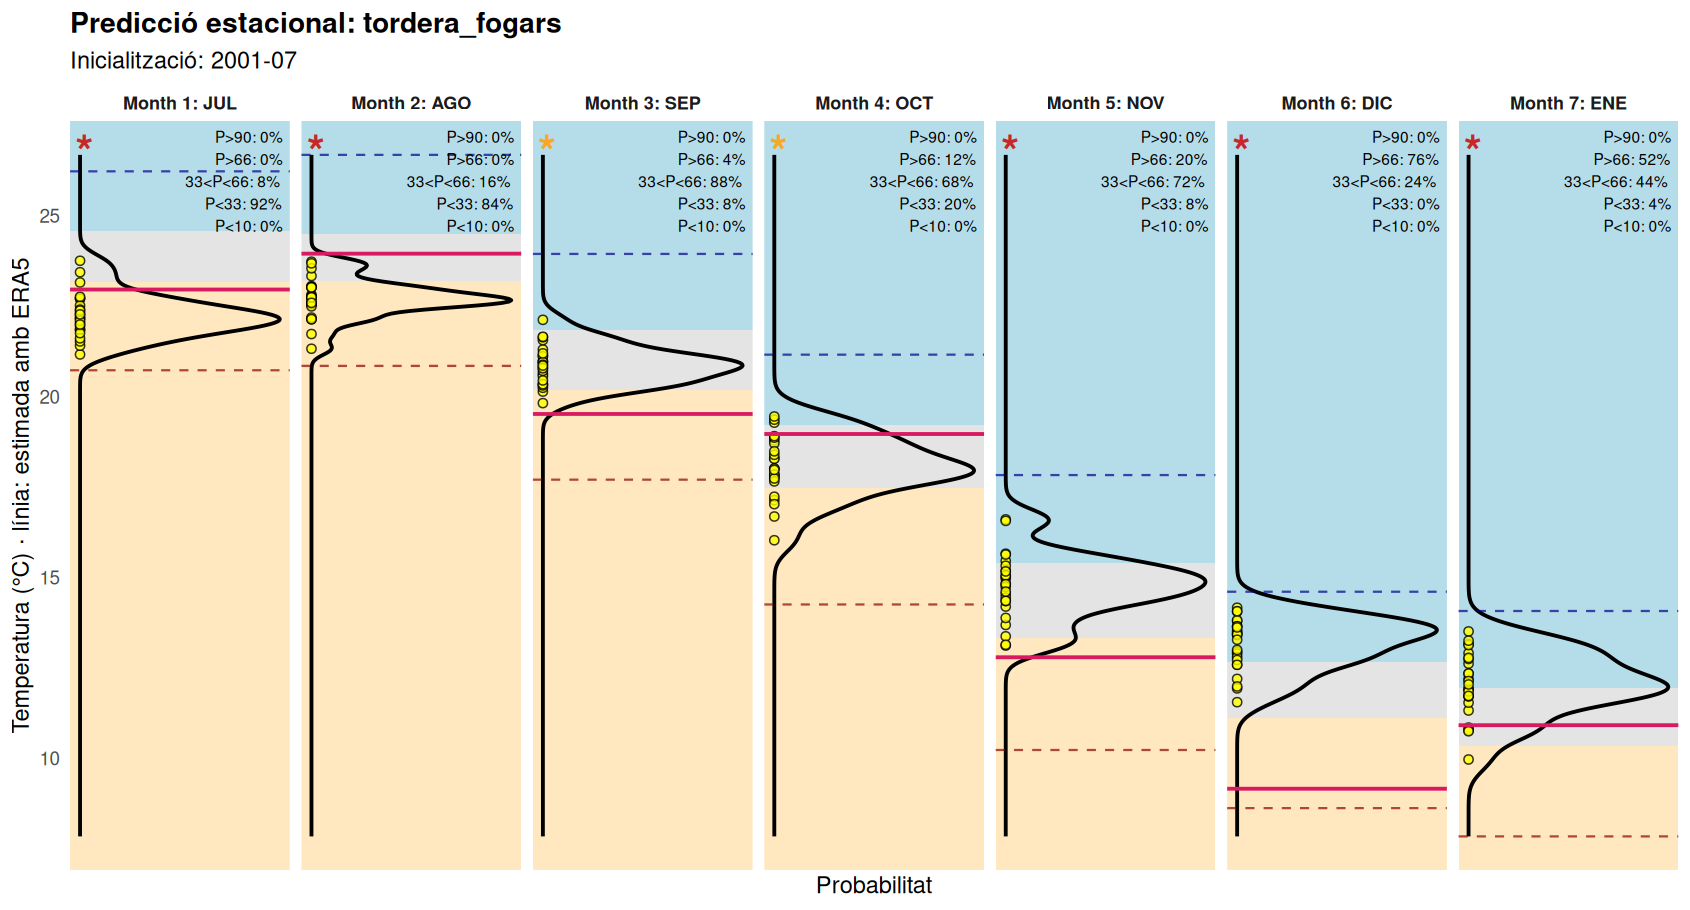 Predicció estacional: tordera_fogars
Inicialització: 2001-07
Month 1: JUL
Month 2: AGO
Month 3: SEP
Month 4: OCT
Month 5: NOV
Month 6: DIC
Month 7: ENE
*
P>90: 0%
P>66: 0%
33<P<66: 8%
P<33: 92%
P<10: 0%
*
P>90: 0%
P>66: 0%
33<P<66: 16%
P<33: 84%
P<10: 0%
*
P>90: 0%
P>66: 4%
33<P<66: 88%
P<33: 8%
P<10: 0%
*
P>90: 0%
P>66: 12%
33<P<66: 68%
P<33: 20%
P<10: 0%
*
P>90: 0%
P>66: 20%
33<P<66: 72%
P<33: 8%
P<10: 0%
*
P>90: 0%
P>66: 76%
33<P<66: 24%
P<33: 0%
P<10: 0%
*
P>90: 0%
P>66: 52%
33<P<66: 44%
P<33: 4%
P<10: 0%
25
20
15
10
Temperatura (°C) · línia: estimada amb ERA5
Probabilitat